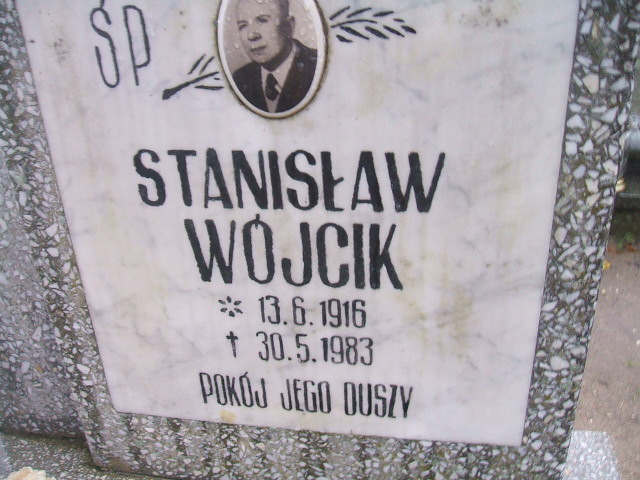 ŚP
STANISŁAW
WÓJCIK
* 13.6.1916
† 30.5.1983
POKÓJ JEGO DUSZY